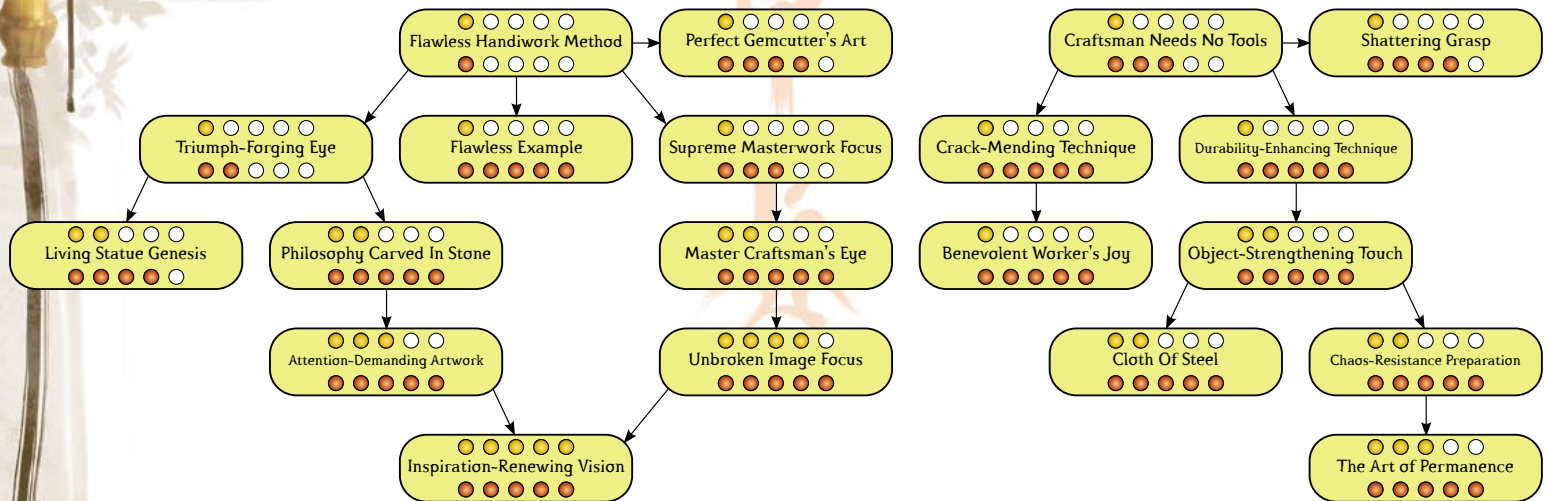 Flawless Handiwork Method
Perfect Gemcutter's Art
Craftsman Needs No Tools
Shattering Grasp
Triumph-Forging Eye
Flawless Example
Supreme Masterwork Focus
Crack-Mending Technique
Durability-Enhancing Technique
Living Statue Genesis
Philosophy Carved In Stone
Master Craftsman's Eye
Benevolent Worker's Joy
Object-Strengthening Touch
Attention-Demanding Artwork
Unbroken Image Focus
Cloth Of Steel
Chaos-Resistance Preparation
Inspiration-Renewing Vision
The Art of Permanence